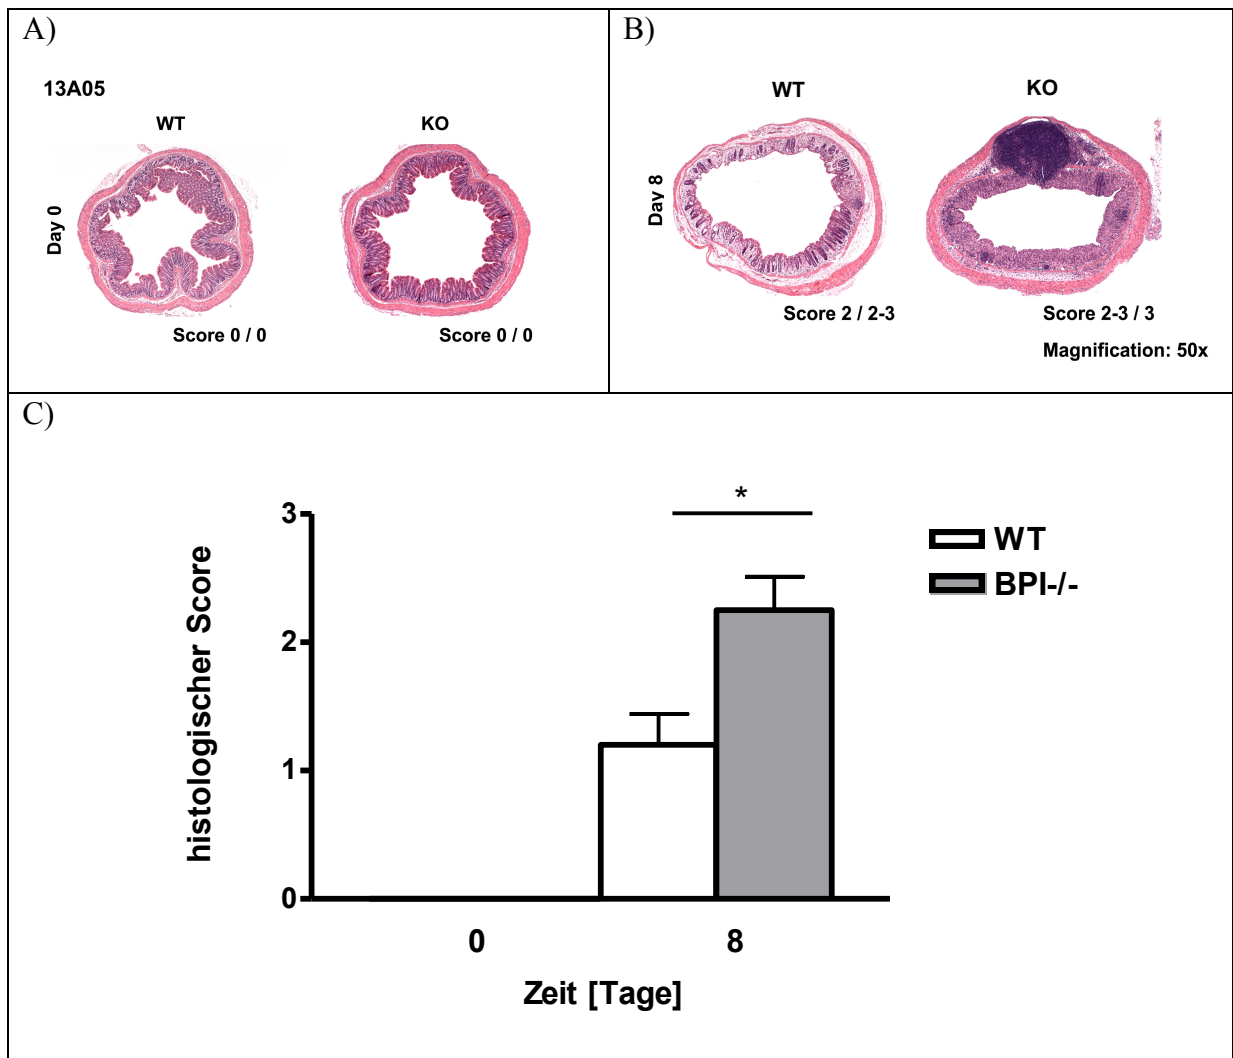 A)
13A05
WT
KO
Day 0
Score 0 / 0
Score 0 / 0
B)
WT
KO
Day 8
Score 2 / 2-3
Score 2-3 / 3
Magnification: 50x
C)
histologischer Score
3
2
1
0
*
WT
BPI-/-
0
8
Zeit [Tage]